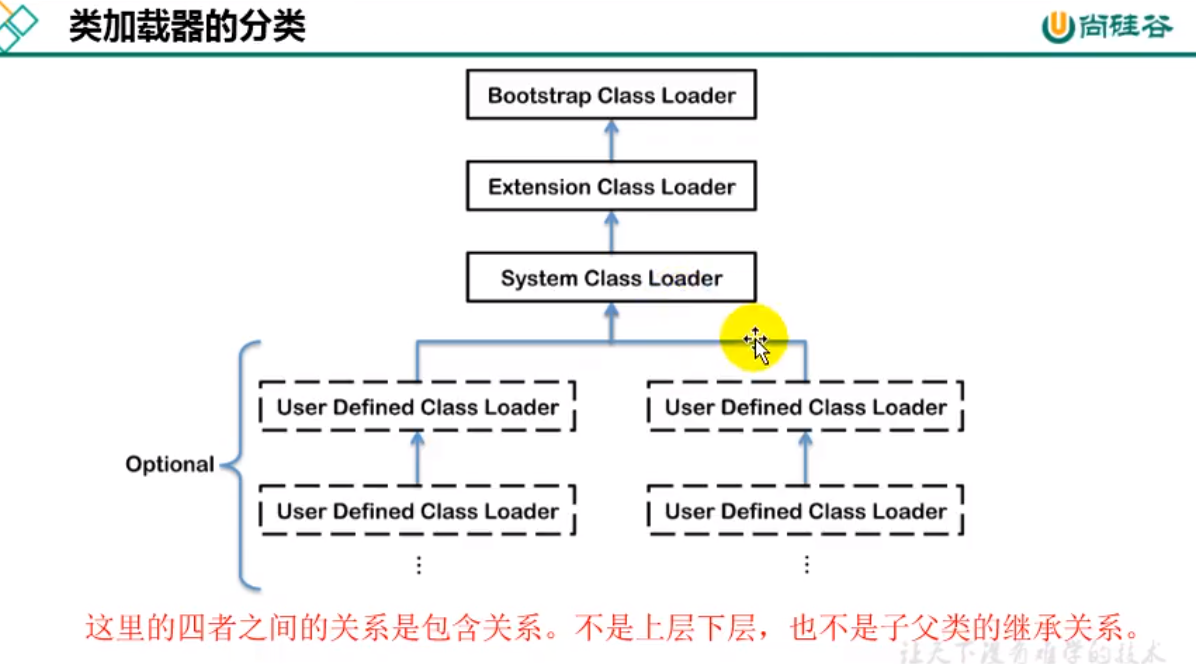 类加载器的分类
尚硅谷
Bootstrap Class Loader
Extension Class Loader
System Class Loader
User Defined Class Loader
User Defined Class Loader
Optional
User Defined Class Loader
User Defined Class Loader
这里的四者之间的关系是包含关系。不是上层下层，也不是子父类的继承关系。
让天下没有难学的技术